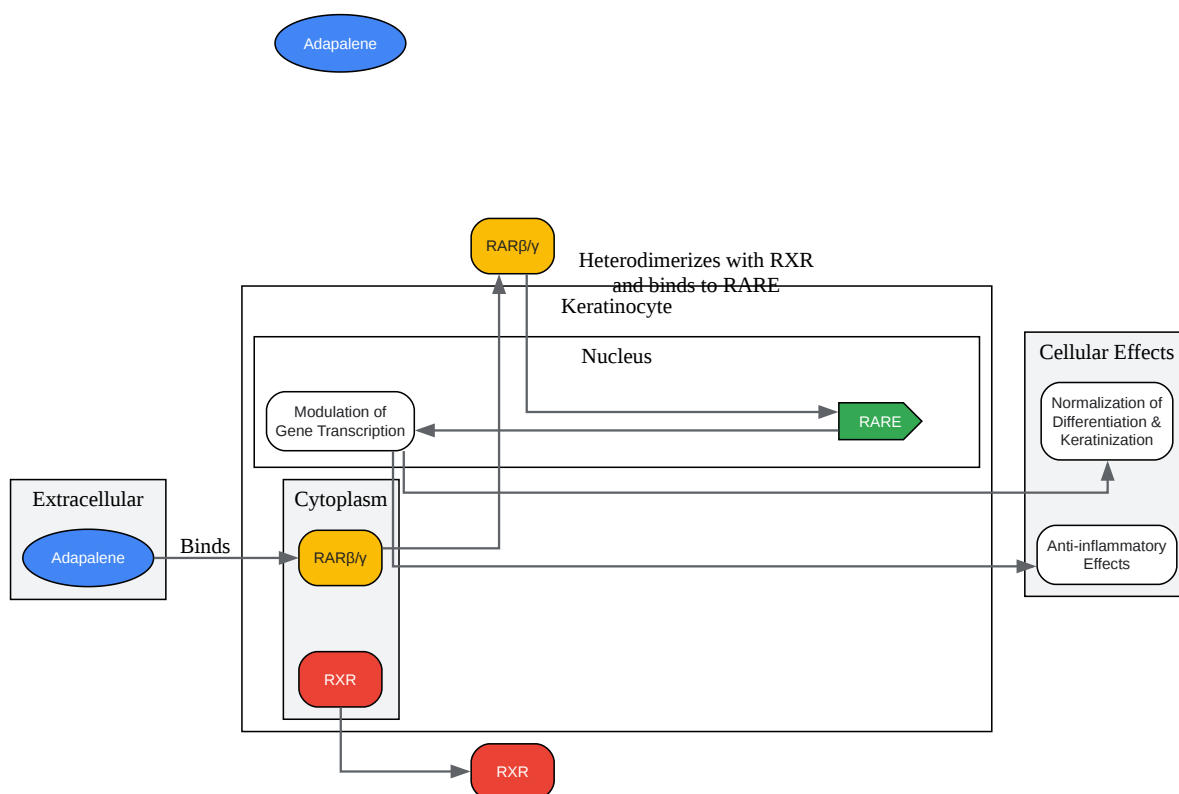 Adapalene
RARβ/γ
Heterodimerizes with RXR
and binds to RARE
Keratinocyte
Nucleus
Modulation of
Gene Transcription
RARE
Cellular Effects
Normalization of
Differentiation &
Keratinization
Anti-inflammatory
Effects
Extracellular
Adapalene
Binds
Cytoplasm
RARβ/γ
RXR
RXR